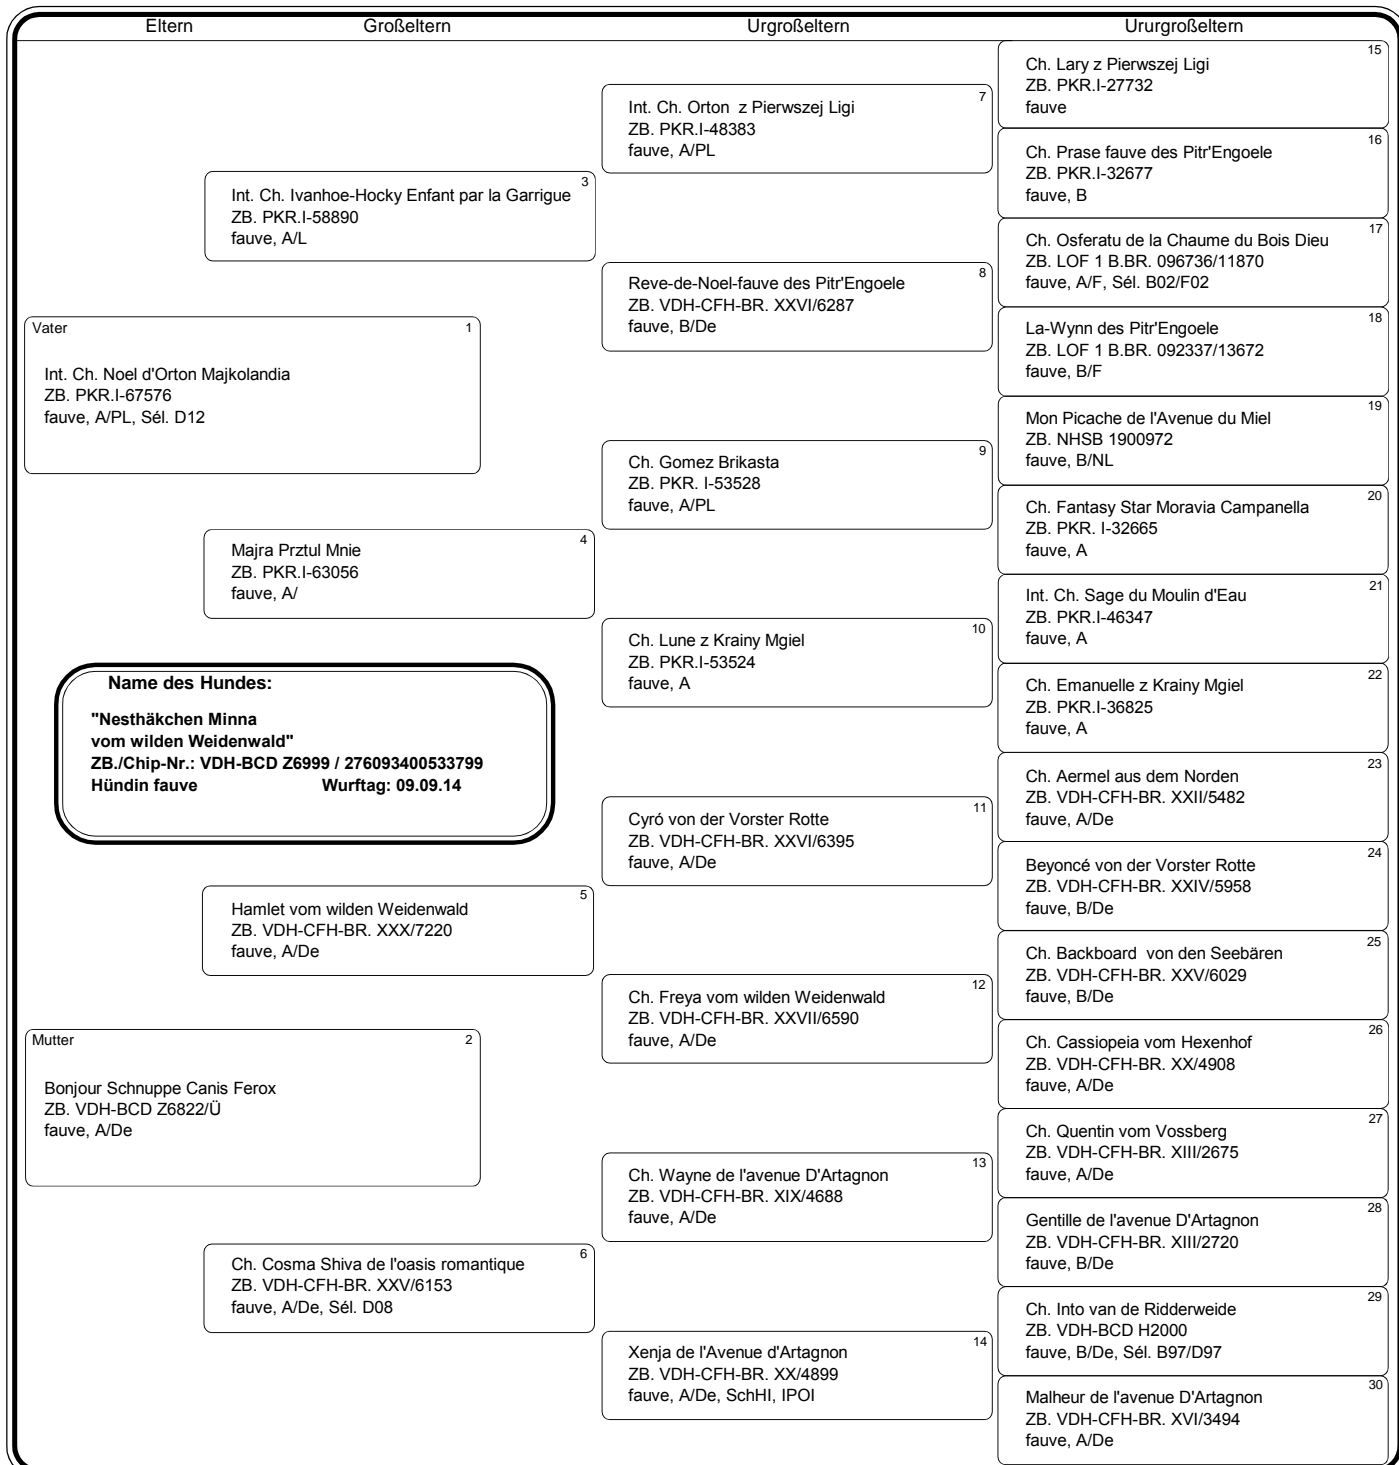 Eltern Großeltern Urgroßeltern Ururgroßeltern
Vater 1
Int. Ch. Noel d'Orton Majkolandia
ZB. PKR.I-67576
fauve, A/PL, Sél. D12
Name des Hundes:
"Nesthäkchen Minna
vom wilden Weidenwald"
ZB./Chip-Nr.: VDH-BCD Z6999 / 276093400533799
Hündin fauve Wurftag: 09.09.14
Mutter 2
Bonjour Schnuppe Canis Ferox
ZB. VDH-BCD Z6822/Ü
fauve, A/De
3
Int. Ch. Ivanhoe-Hocky Enfant par la Garrigue
ZB. PKR.I-58890
fauve, A/L
4
Majra Prztul Mnie
ZB. PKR.I-63056
fauve, A/
5
Hamlet vom wilden Weidenwald
ZB. VDH-CFH-BR. XXX/7220
fauve, A/De
6
Ch. Cosma Shiva de l'oasis romantique
ZB. VDH-CFH-BR. XXV/6153
fauve, A/De, Sél. D08
7
Int. Ch. Orton z Pierwszej Ligi
ZB. PKR.I-48383
fauve, A/PL
8
Reve-de-Noel-fauve des Pitr'Engoele
ZB. VDH-CFH-BR. XXVI/6287
fauve, B/De
9
Ch. Gomez Brikasta
ZB. PKR. I-53528
fauve, A/PL
10
Ch. Lune z Krainy Mgiel
ZB. PKR.I-53524
fauve, A
11
Cyró von der Vorster Rotte
ZB. VDH-CFH-BR. XXVI/6395
fauve, A/De
12
Ch. Freya vom wilden Weidenwald
ZB. VDH-CFH-BR. XXVII/6590
fauve, A/De
13
Ch. Wayne de l'avenue D'Artagnon
ZB. VDH-CFH-BR. XIX/4688
fauve, A/De
14
Xenja de l'Avenue d'Artagnon
ZB. VDH-CFH-BR. XX/4899
fauve, A/De, SchHI, IPOI
15
Ch. Lary z Pierwszej Ligi
ZB. PKR.I-27732
fauve
16
Ch. Prase fauve des Pitr'Engoele
ZB. PKR.I-32677
fauve, B
17
Ch. Osferatu de la Chaume du Bois Dieu
ZB. LOF 1 B.BR. 096736/11870
fauve, A/F, Sél. B02/F02
18
La-Wynn des Pitr'Engoele
ZB. LOF 1 B.BR. 092337/13672
fauve, B/F
19
Mon Picache de l'Avenue du Miel
ZB. NHSB 1900972
fauve, B/NL
20
Ch. Fantasy Star Moravia Campanella
ZB. PKR. I-32665
fauve, A
21
Int. Ch. Sage du Moulin d'Eau
ZB. PKR.I-46347
fauve, A
22
Ch. Emanuelle z Krainy Mgiel
ZB. PKR.I-36825
fauve, A
23
Ch. Aermel aus dem Norden
ZB. VDH-CFH-BR. XXII/5482
fauve, A/De
24
Beyoncé von der Vorster Rotte
ZB. VDH-CFH-BR. XXIV/5958
fauve, B/De
25
Ch. Backboard von den Seebären
ZB. VDH-CFH-BR. XXV/6029
fauve, B/De
26
Ch. Cassiopeia vom Hexenhof
ZB. VDH-CFH-BR. XX/4908
fauve, A/De
27
Ch. Quentin vom Vossberg
ZB. VDH-CFH-BR. XIII/2675
fauve, A/De
28
Gentille de l'avenue D'Artagnon
ZB. VDH-CFH-BR. XIII/2720
fauve, B/De
29
Ch. Into van de Ridderweide
ZB. VDH-BCD H2000
fauve, B/De, Sél. B97/D97
30
Malheur de l'avenue D'Artagnon
ZB. VDH-CFH-BR. XVI/3494
fauve, A/De